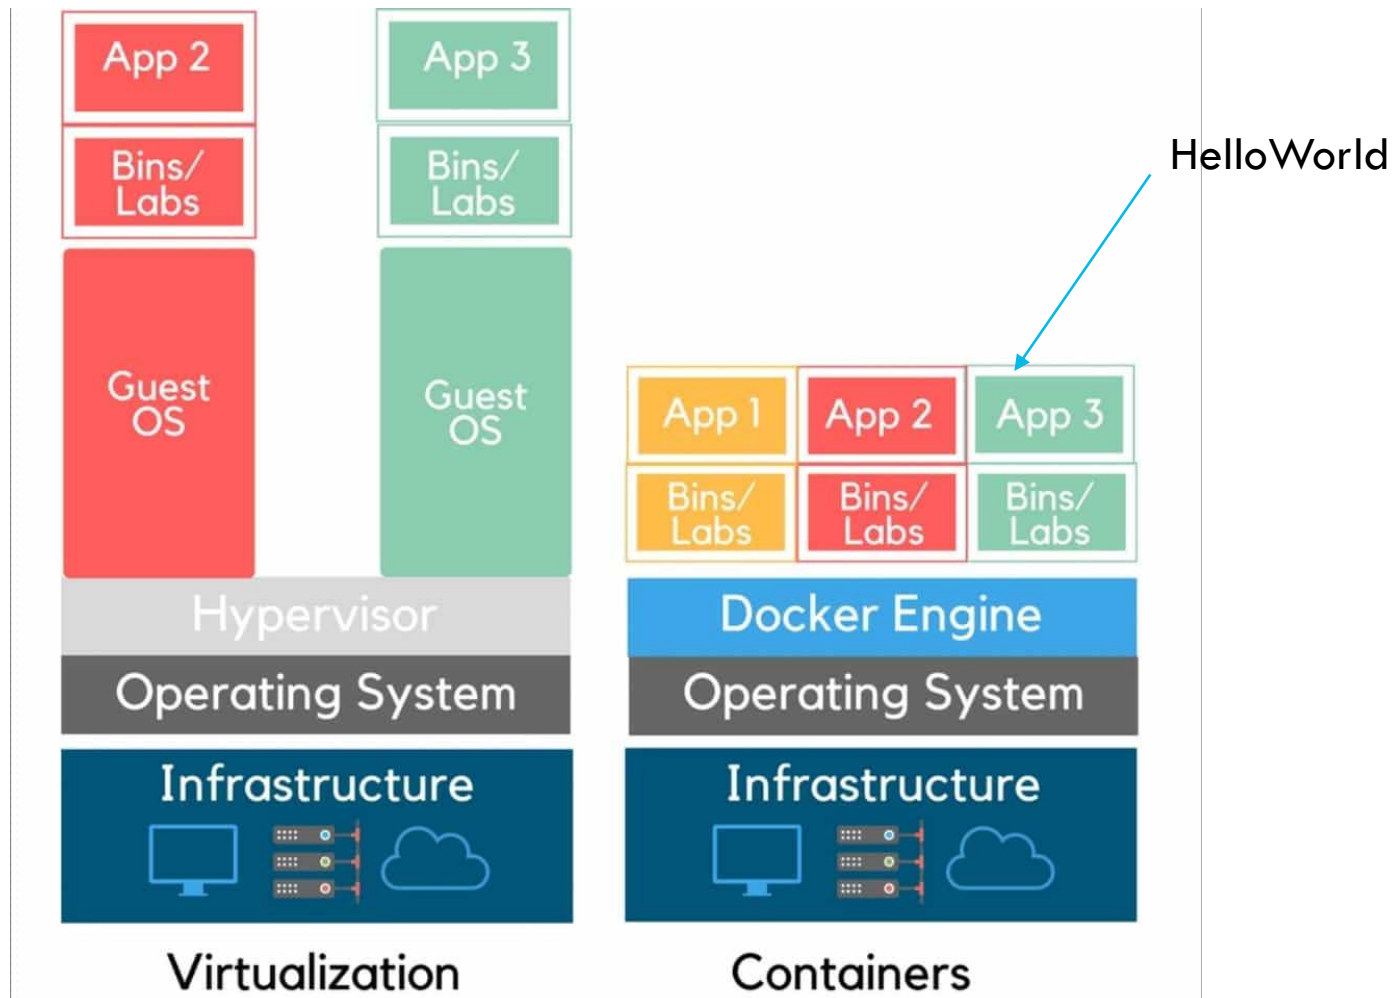 App 2
Bins/
Labs
Guest
OS
App 3
Bins/
Labs
Guest
OS
Hypervisor
Operating System
Infrastructure
Virtualization
HelloWorld
App 1
Bins/
Labs
App 2
Bins/
Labs
App 3
Bins/
Labs
Docker Engine
Operating System
Infrastructure
Containers